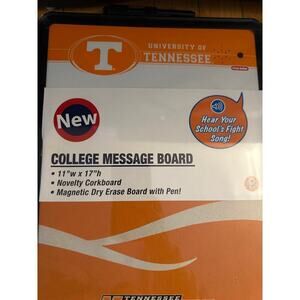 T
UNIVERSITY OF
TENNESSEE
New
Hear Your
School's Fight
Song!
COLLEGE MESSAGE BOARD
• 11"w x 17"h
• Novelty Corkboard
• Magnetic Dry Erase Board with Pen!
TENNESSEE